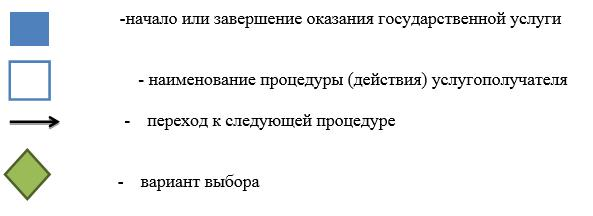 -начало или завершение оказания государственной услуги
- наименование процедуры (действия) услугополучателя
- переход к следующей процедуре
- вариант выбора